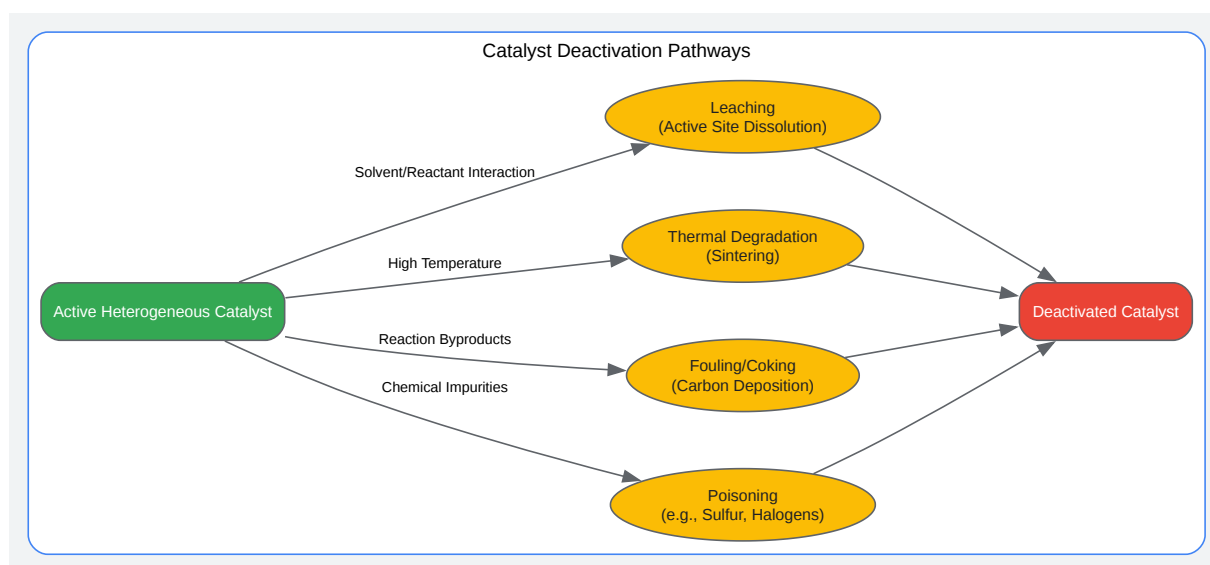 Catalyst Deactivation Pathways
Leaching
(Active Site Dissolution)
Solvent/Reactant Interaction
Thermal Degradation
(Sintering)
High Temperature
Active Heterogeneous Catalyst
Deactivated Catalyst
Reaction Byproducts
Fouling/Coking
(Carbon Deposition)
Chemical Impurities
Poisoning
(e.g., Sulfur, Halogens)